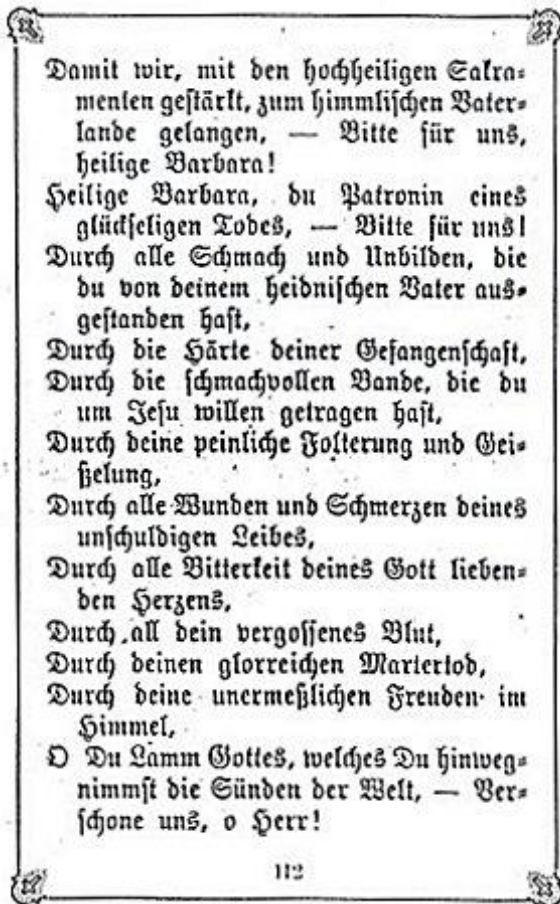 Damit wir, mit den hochheiligen Sakra-
menten gestärkt, zum himmlischen Vater-
lande gelangen, — Bitte für uns,
heilige Barbara!
Heilige Barbara, du Patronin eines
glückseligen Todes, — Bitte für uns!
Durch alle Schmach und Unbilden, die
du von deinem heidnischen Vater aus-
gestanden hast,
Durch die Härte deiner Gefangenschaft,
Durch die schmachvollen Bande, die du
um Jesu willen getragen hast,
Durch deine peinliche Folterung und Gei-
ßelung,
Durch alle Wunden und Schmerzen deines
unschuldigen Leibes,
Durch alle Bitterkeit deines Gott lieben-
den Herzens,
Durch all dein vergossenes Blut,
Durch deinen glorreichen Martertod,
Durch deine unermeßlichen Freuden im
Himmel,
O Du Lamm Gottes, welches Du hinweg-
nimmst die Sünden der Welt, — Ver-
schone uns, o Herr!
112